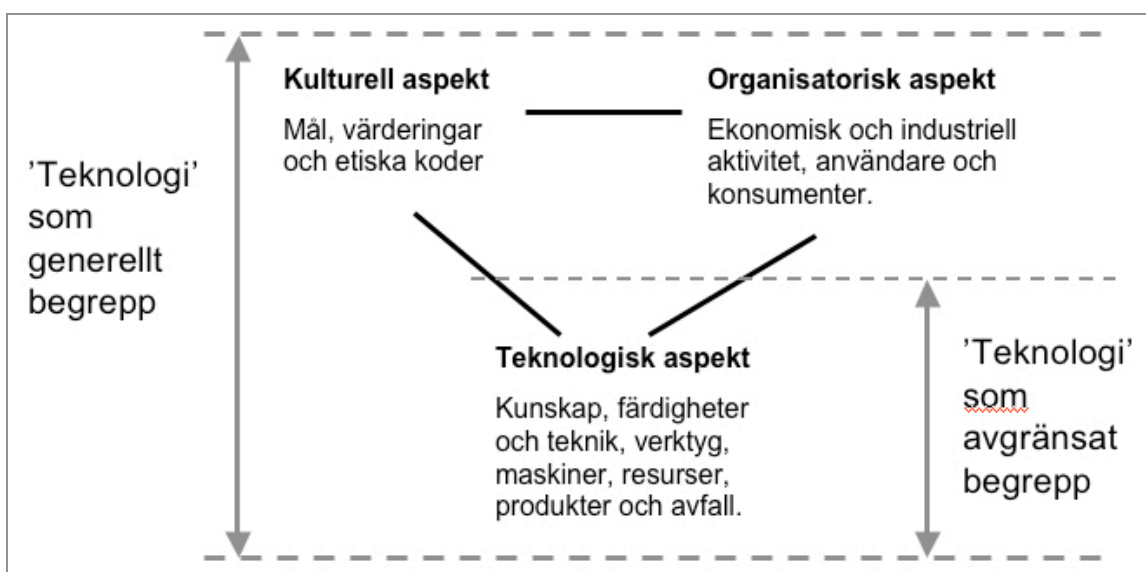 Kulturell aspekt
Mål, värderingar
och etiska koder
Organisatorisk aspekt
Ekonomisk och industriell
aktivitet, användare och
konsumenter.
’Teknologi’
som
generellt
begrepp
Teknologisk aspekt
Kunskap, färdigheter
och teknik, verktyg,
maskiner, resurser,
produkter och avfall.
’Teknologi’
som
avgränsat
begrepp